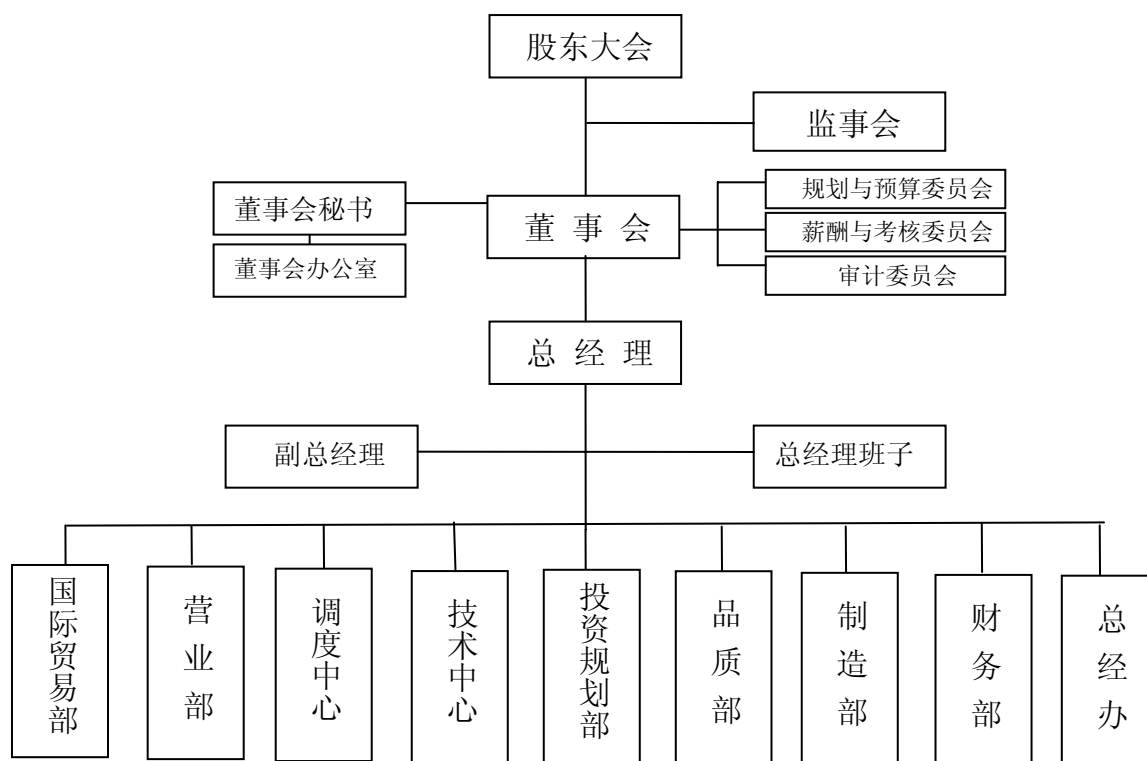 股东大会
监事会
董事会秘书
董事会办公室
董 事 会
规划与预算委员会
薪酬与考核委员会
审计委员会
总 经 理
副总经理
总经理班子
国际贸易部
营业部
调度中心
技术中心
投资规划部
品质部
制造部
财务部
总经办